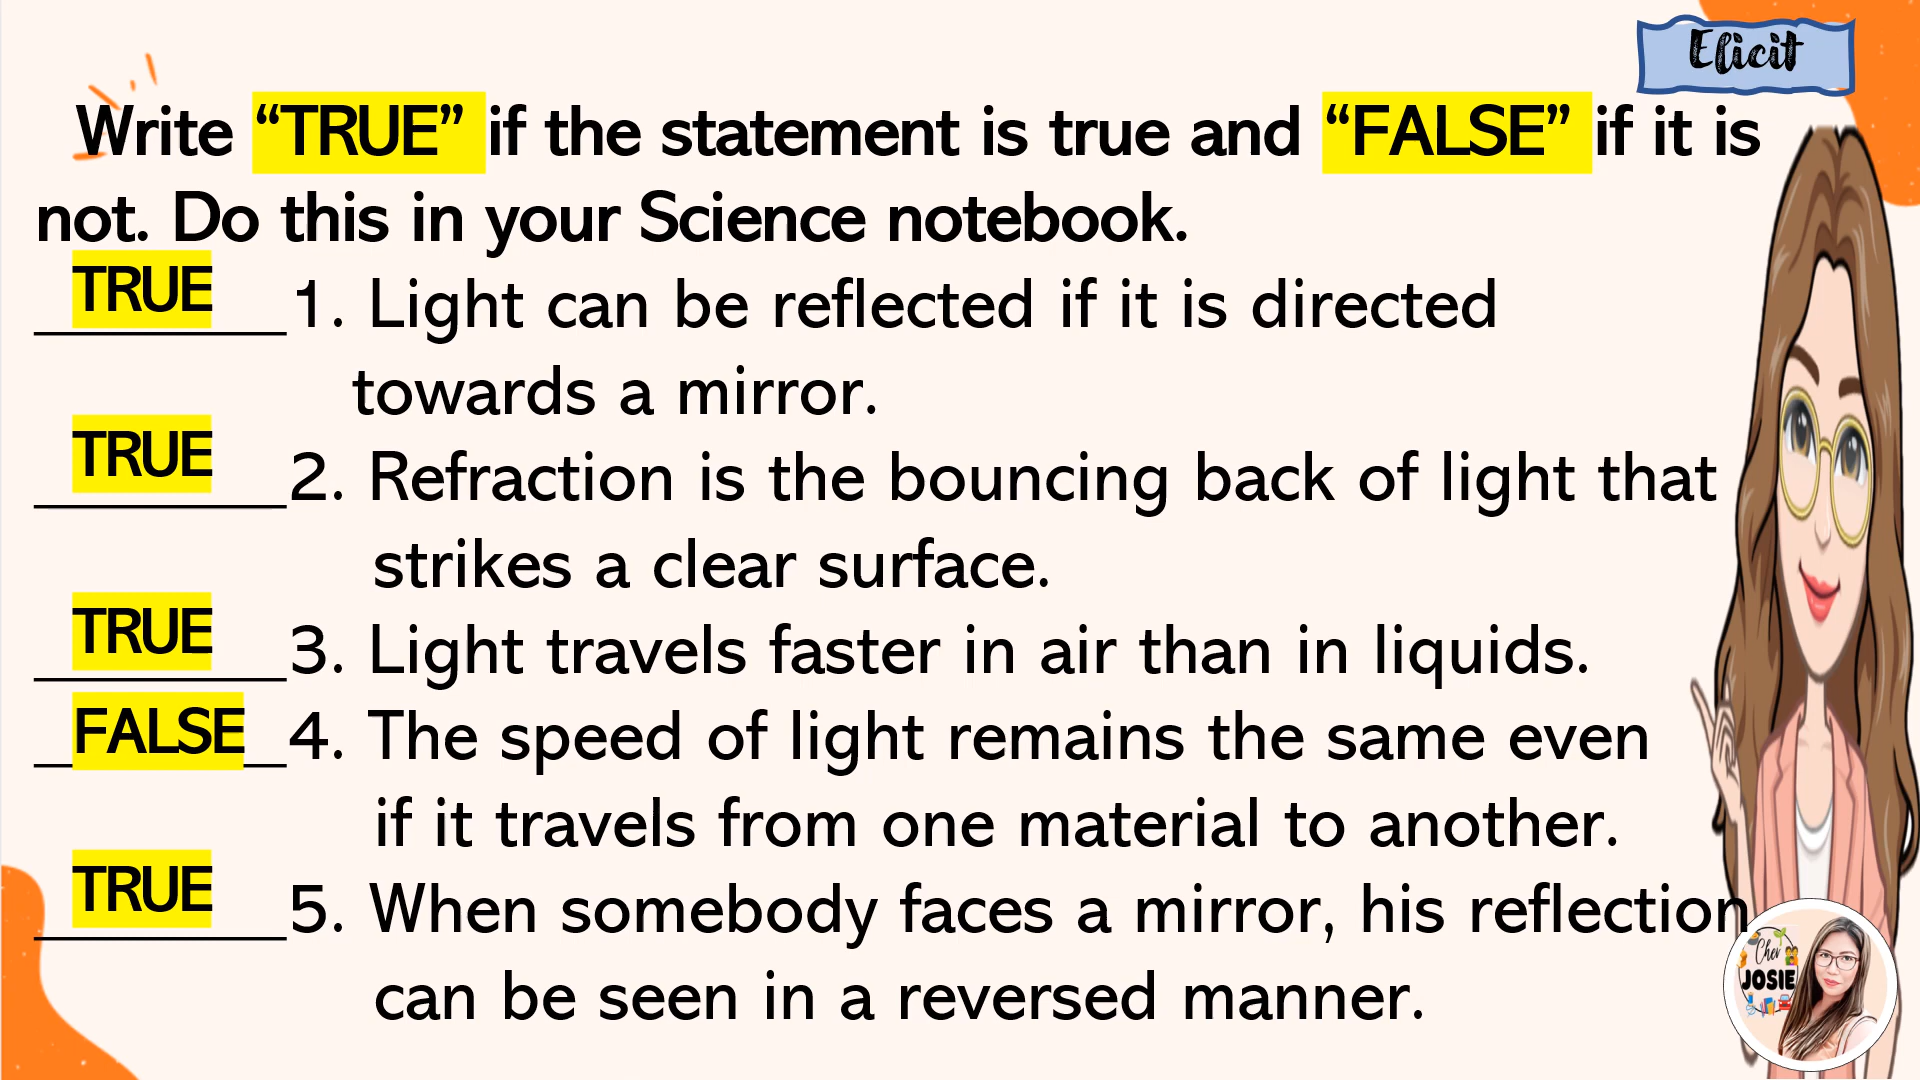 Elicit
Write “TRUE” if the statement is true and “FALSE” if it is
not. Do this in your Science notebook.
TRUE 1. Light can be reflected if it is directed
towards a mirror.
TRUE 2. Refraction is the bouncing back of light that
strikes a clear surface.
TRUE 3. Light travels faster in air than in liquids.
FALSE 4. The speed of light remains the same even
if it travels from one material to another.
TRUE 5. When somebody faces a mirror, his reflection
can be seen in a reversed manner.
Cher
JOSIE